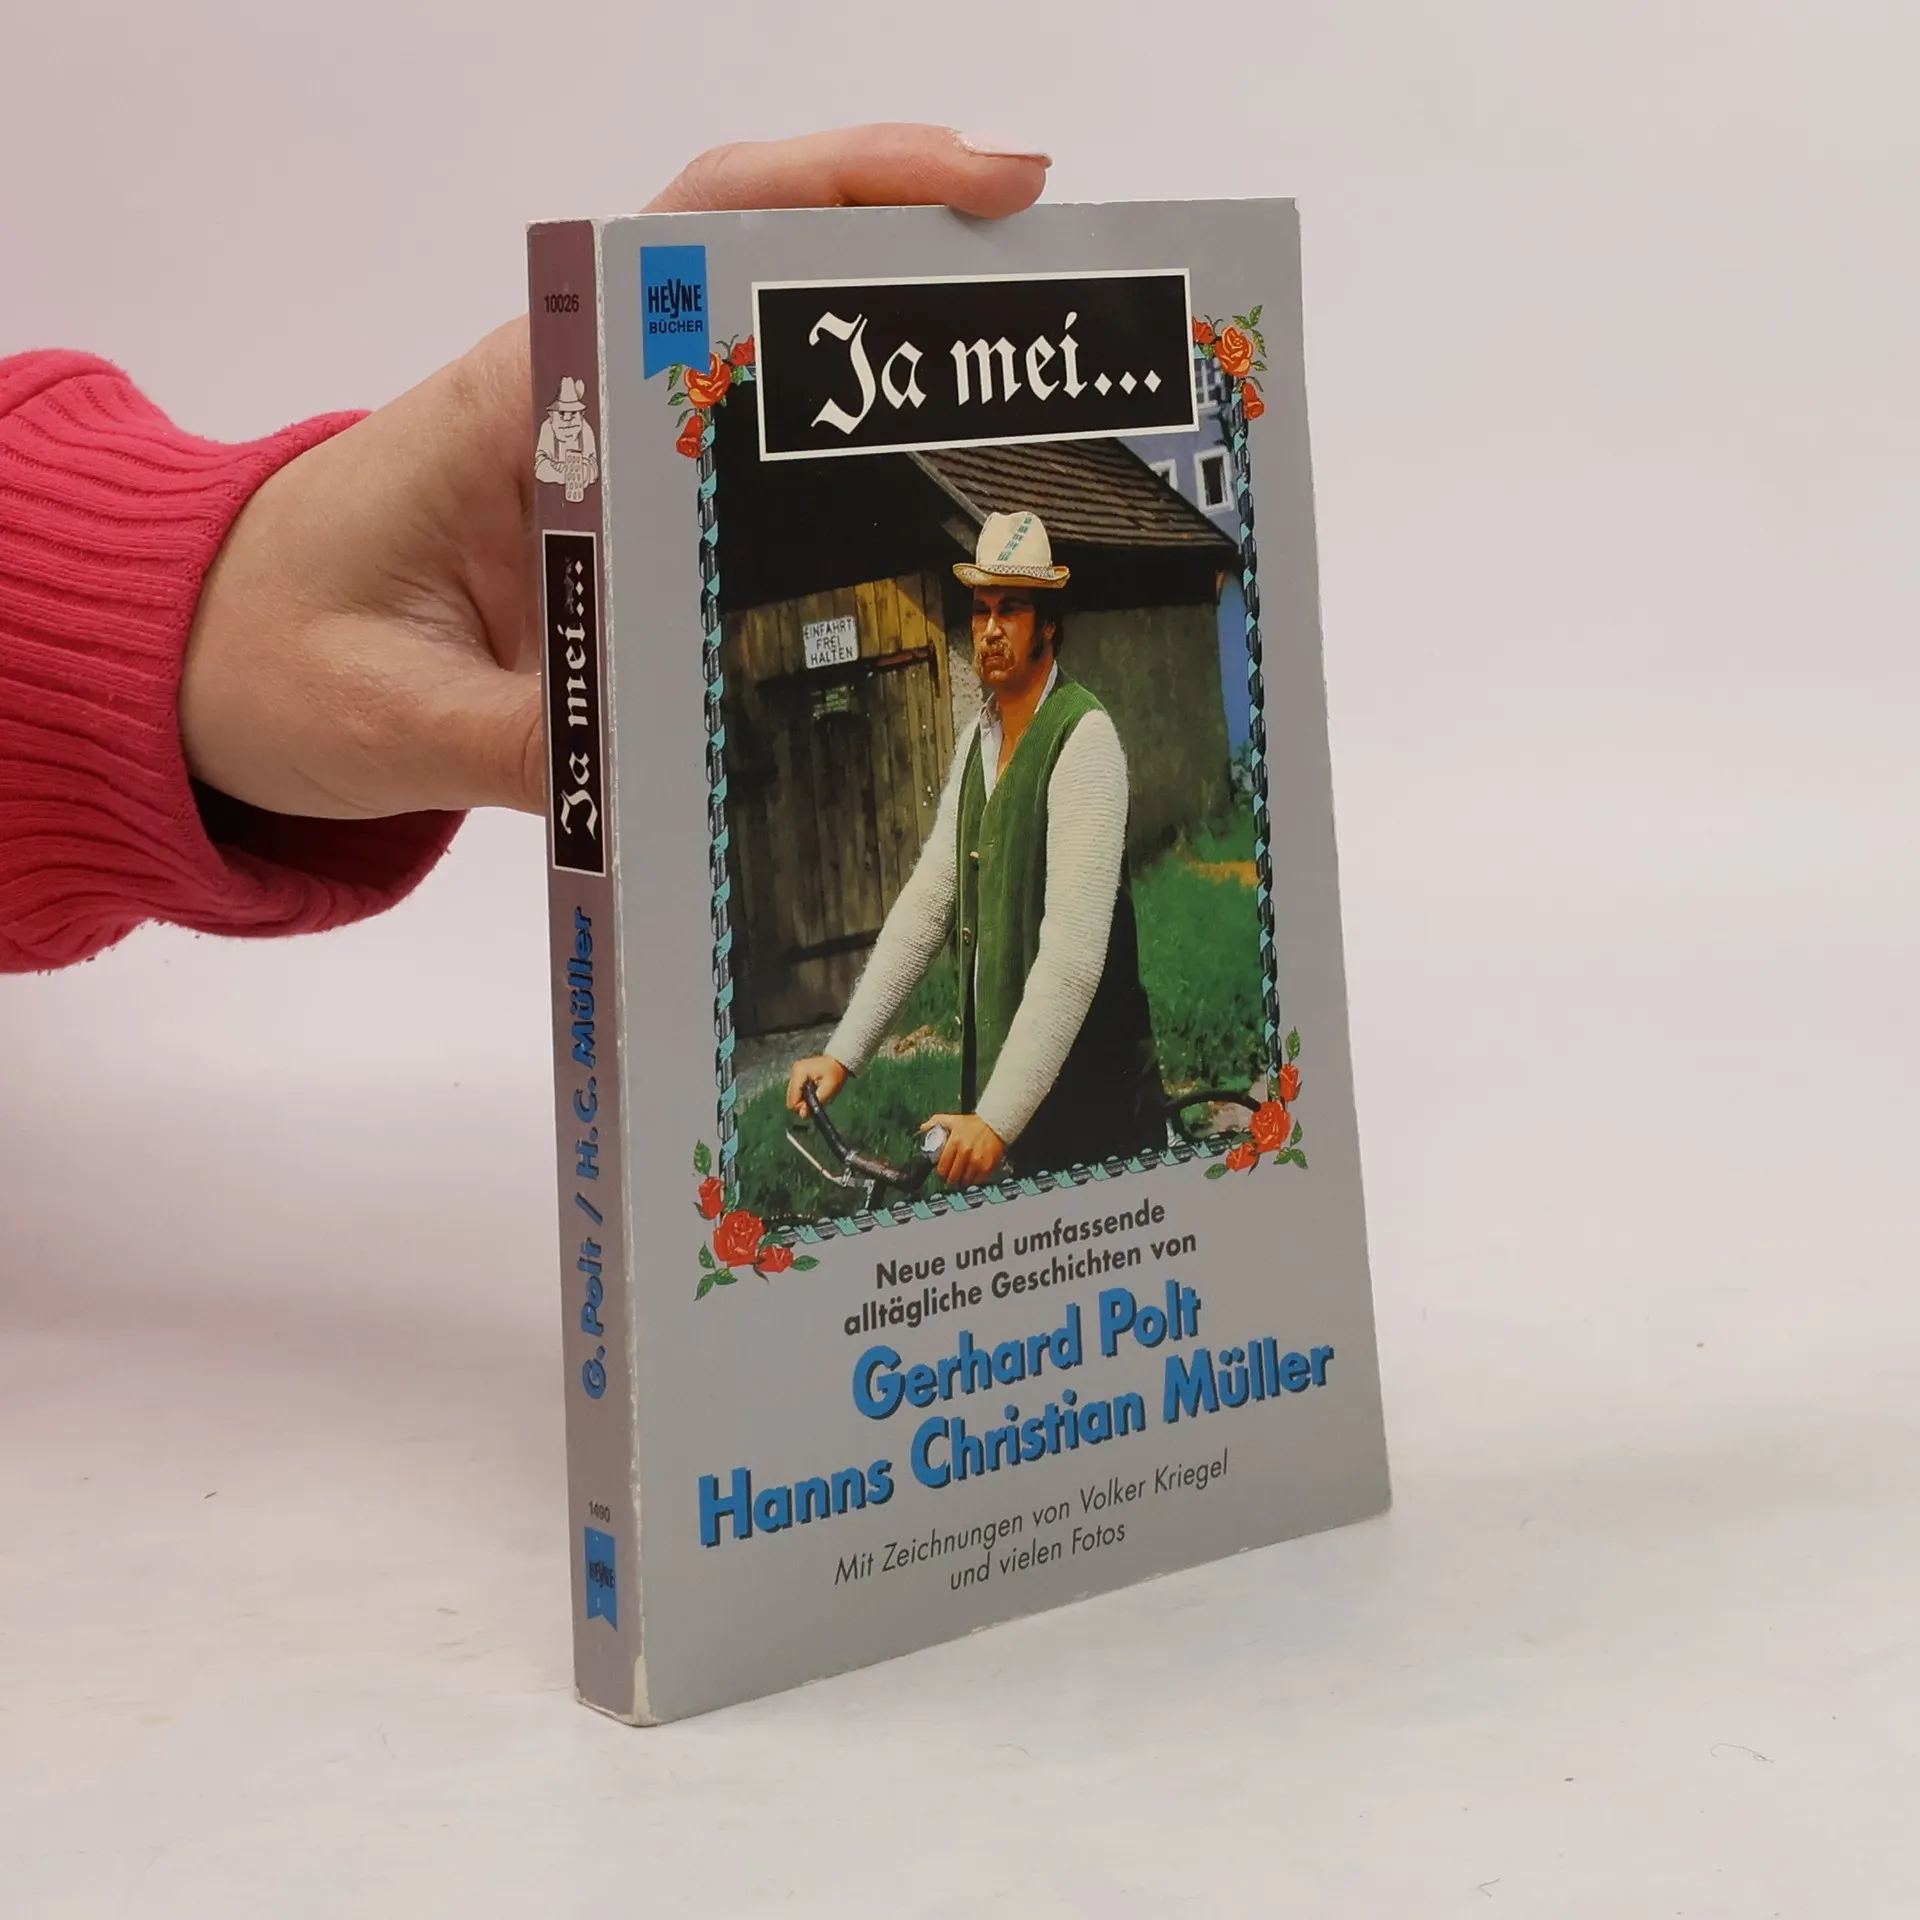 10026
Ja mei...
G. Polt / H. C. Müller
1490
HEYNE
HEYNE
BÜCHER
Ja mei...
EINFAHRT
FREI
HALTEN
Neue und umfassende
alltägliche Geschichten von
Gerhard Polt
Hanns Christian Müller
Mit Zeichnungen von Volker Kriegel
und vielen Fotos